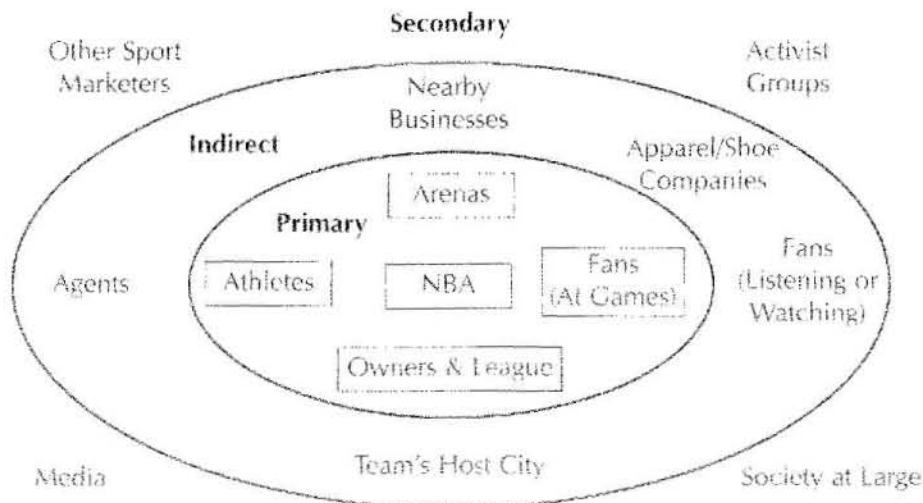 Secondary
Other Sport
Marketers
Activist
Groups
Nearby
Businesses
Indirect
Apparel/Shoe
Companies
Arenas
Primary
Agents
Athletes
NBA
Fans
(At Games)
Fans
(Listening or
Watching)
Owners & League
Team's Host City
Media
Society at Large